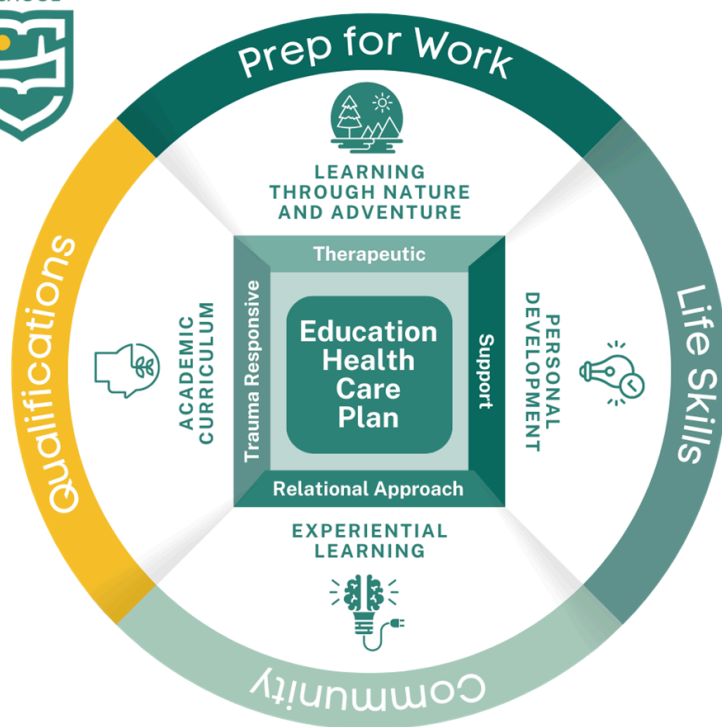 Prep for Work
LEARNING
THROUGH NATURE
AND ADVENTURE
Qualifications
ACADEMIC
CURRICULUM
Therapeutic
Trauma Responsive
Education
Health
Care
Plan
Support
Relational Approach
PERSONAL
DEVELOPMENT
Life Skills
EXPERIENTIAL
LEARNING
Community